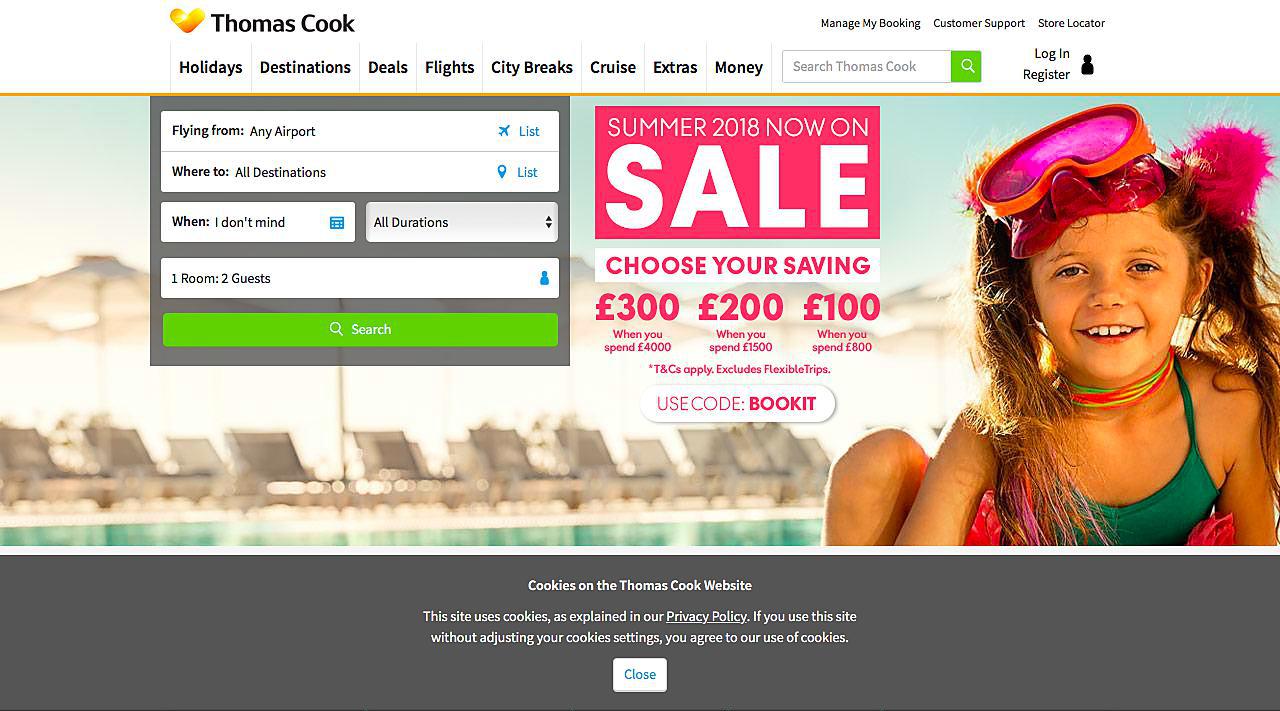 Thomas Cook
Manage My Booking Customer Support Store Locator
Holidays Destinations Deals Flights City Breaks Cruise Extras Money
Search Thomas Cook
Log In
Register
Flying from: Any Airport List
Where to: All Destinations List
When: I don't mind All Durations
1 Room: 2 Guests
Search
SUMMER 2018 NOW ON
SALE
CHOOSE YOUR SAVING
£300 £200 £100
When you When you When you
spend £4000 spend £1500 spend £800
*T&Cs apply. Excludes FlexibleTrips.
USE CODE: BOOKIT
Cookies on the Thomas Cook Website
This site uses cookies, as explained in our Privacy Policy. If you use this site
without adjusting your cookies settings, you agree to our use of cookies.
Close